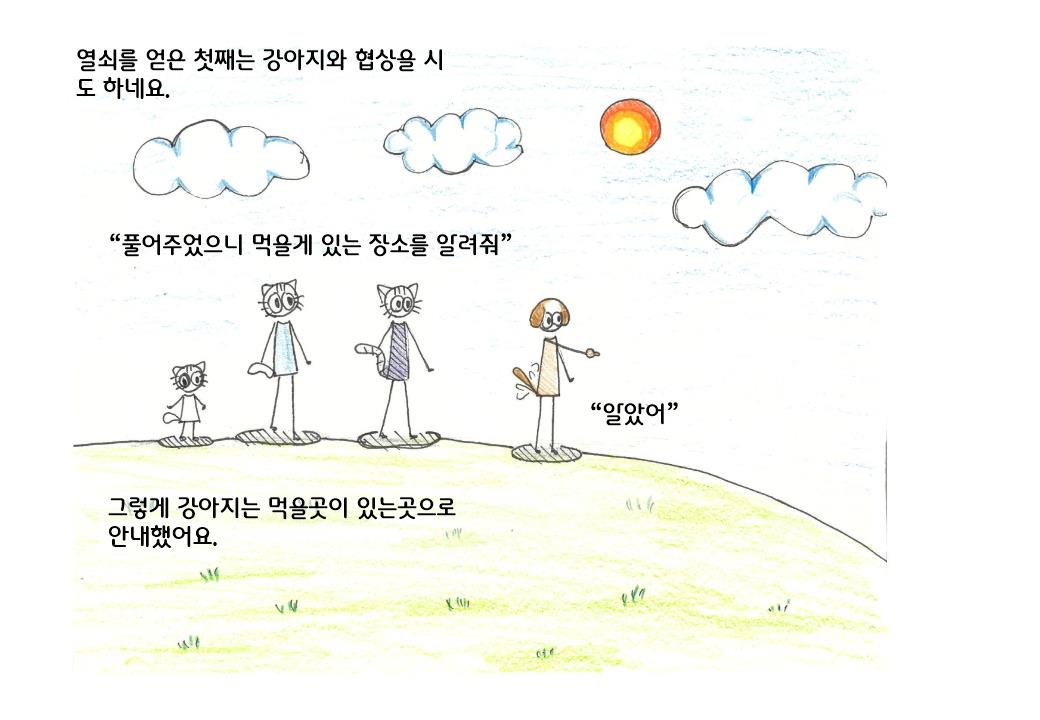 열쇠를 얻은 첫째는 강아지와 협상을 시
도 하네요.
“풀어주었으니 먹을게 있는 장소를 알려줘”
“알았어”
그렇게 강아지는 먹을곳이 있는곳으로
안내했어요.